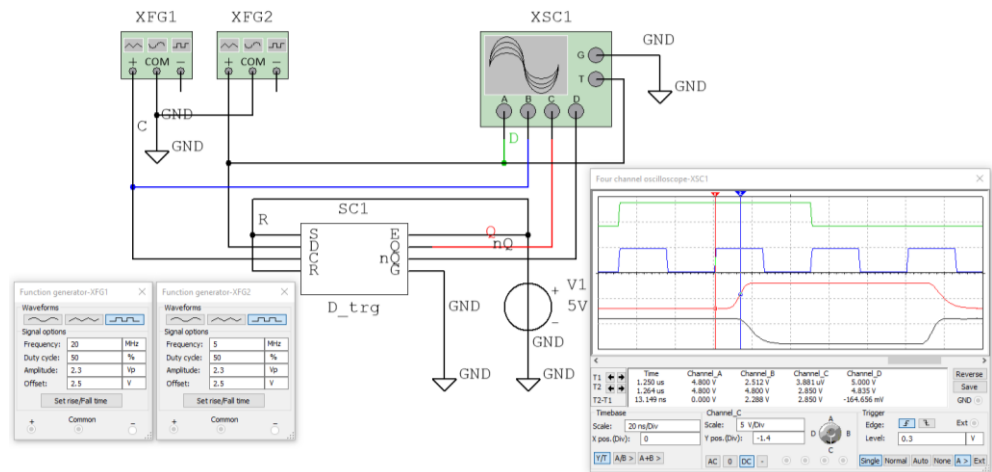 XFG1
XFG2
XSC1
+ COM −
+ COM −
GND
C
GND
G
T
A B C D
GND
GND
D
R
SC1
S E
D Q
C nQ
R G
Q
nQ
D_trg
GND
V1
5V
+
−
GND
GND
GND
Function generator-XFG1
Waveforms
Signal options
Frequency: 20 MHz
Duty cycle: 50 %
Amplitude: 2.3 Vp
Offset: 2.5 V
Set rise/Fall time
+ Common −
Function generator-XFG2
Waveforms
Signal options
Frequency: 5 MHz
Duty cycle: 50 %
Amplitude: 2.3 Vp
Offset: 2.5 V
Set rise/Fall time
+ Common −
Four channel oscilloscope-XSC1
Time Channel_A Channel_B Channel_C Channel_D
T1 1.250 us 4.800 V 2.512 V 3.881 uV 5.000 V
T2 1.264 us 4.800 V 4.800 V 2.850 V 4.835 V
T2-T1 13.149 ns 0.000 V 2.288 V 2.850 V -164.656 mV
Reverse
Save
GND
Timebase
Scale: 20 ns/Div
X pos.(Div): 0
Y/T A/B > A+B >
Channel_C
Scale: 5 V/Div
Y pos.(Div): -1.4
AC 0 DC -
A
B
C
D
Trigger
Edge: Ext
Level: 0.3 V
Single Normal Auto None A > Ext